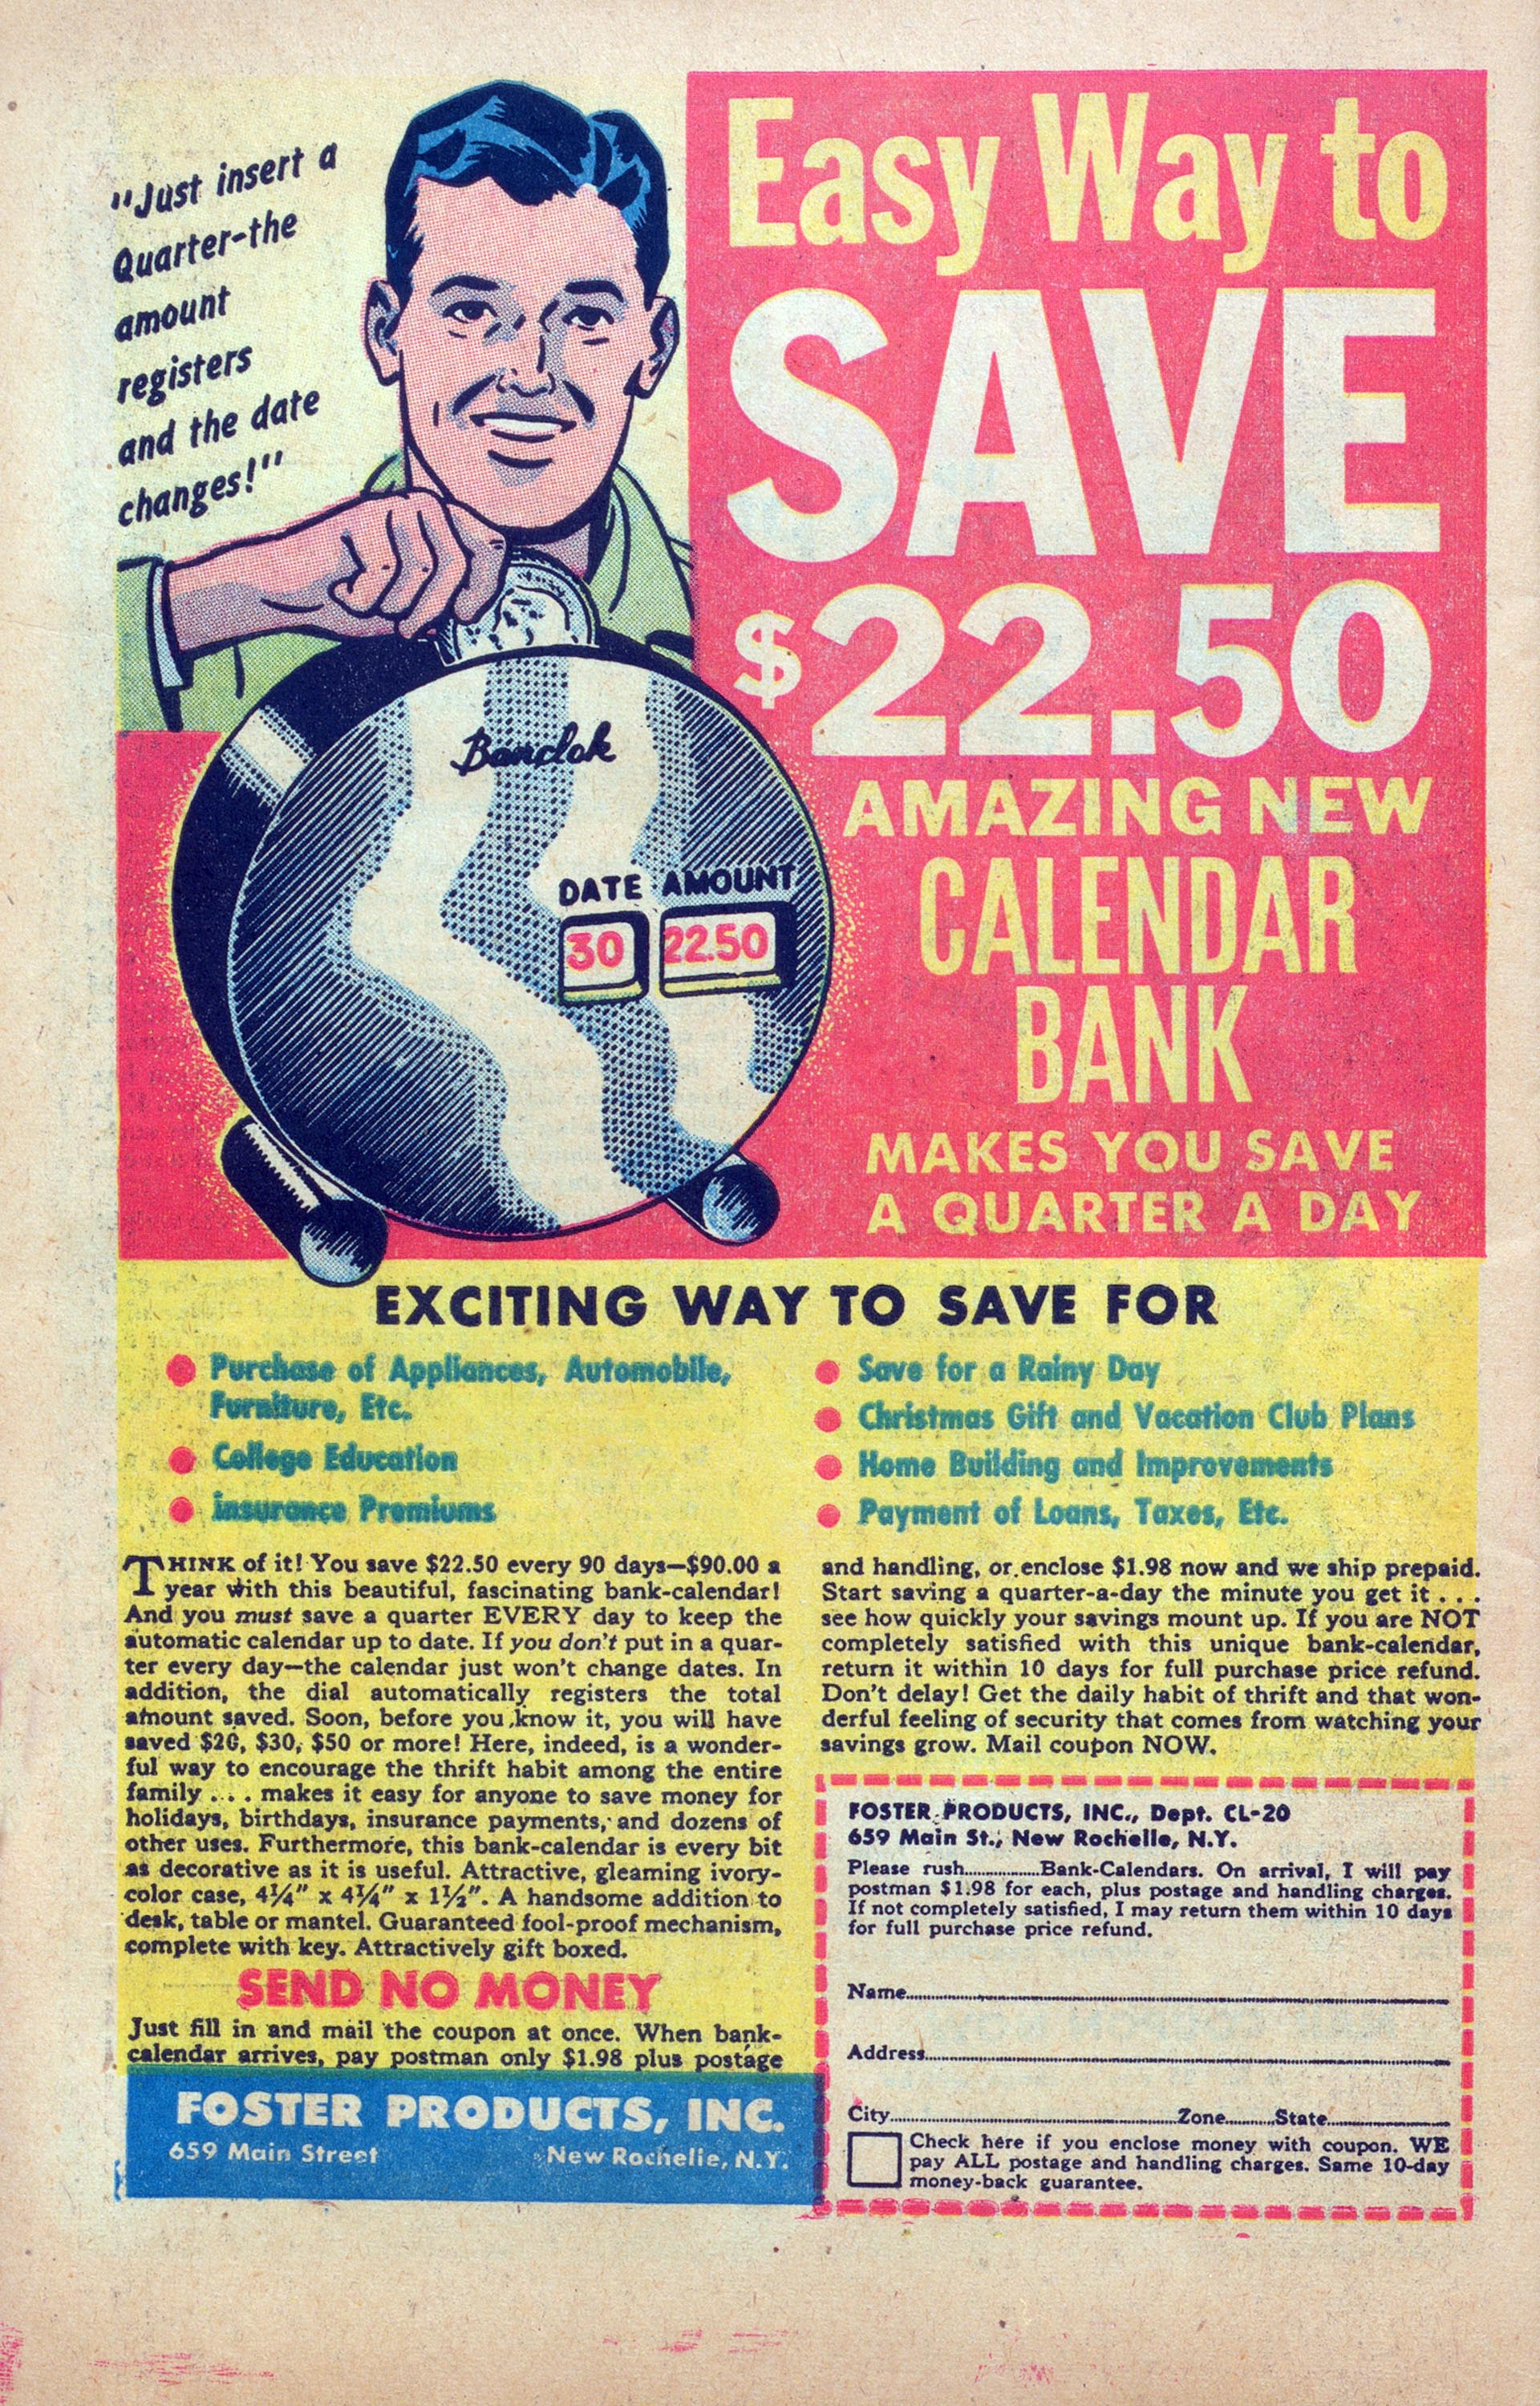 "Just insert a
Quarter-the
amount
registers
and the date
changes!"
Easy Way to
SAVE
$22.50
AMAZING NEW
CALENDAR
BANK
MAKES YOU SAVE
A QUARTER A DAY
Banclok
DATE AMOUNT
30 22.50
EXCITING WAY TO SAVE FOR
● Purchase of Appliances, Automobile,
Furniture, Etc.
● College Education
● Insurance Premiums
● Save for a Rainy Day
● Christmas Gift and Vacation Club Plans
● Home Building and Improvements
● Payment of Loans, Taxes, Etc.
THINK of it! You save $22.50 every 90 days—$90.00 a
year with this beautiful, fascinating bank-calendar!
And you must save a quarter EVERY day to keep the
automatic calendar up to date. If you don't put in a quar-
ter every day—the calendar just won't change dates. In
addition, the dial automatically registers the total
amount saved. Soon, before you know it, you will have
saved $20, $30, $50 or more! Here, indeed, is a wonder-
ful way to encourage the thrift habit among the entire
family . . . makes it easy for anyone to save money for
holidays, birthdays, insurance payments, and dozens of
other uses. Furthermore, this bank-calendar is every bit
as decorative as it is useful. Attractive, gleaming ivory-
color case, 4¼" x 4¼" x 1½". A handsome addition to
desk, table or mantel. Guaranteed fool-proof mechanism,
complete with key. Attractively gift boxed.
SEND NO MONEY
Just fill in and mail the coupon at once. When bank-
calendar arrives, pay postman only $1.98 plus postage
and handling, or enclose $1.98 now and we ship prepaid.
Start saving a quarter-a-day the minute you get it . . .
see how quickly your savings mount up. If you are NOT
completely satisfied with this unique bank-calendar,
return it within 10 days for full purchase price refund.
Don't delay! Get the daily habit of thrift and that won-
derful feeling of security that comes from watching your
savings grow. Mail coupon NOW.
FOSTER PRODUCTS, INC.
659 Main Street New Rochelle, N.Y.
FOSTER PRODUCTS, INC., Dept. CL-20
659 Main St., New Rochelle, N.Y.
Please rush..........Bank-Calendars. On arrival, I will pay
postman $1.98 for each, plus postage and handling charges.
If not completely satisfied, I may return them within 10 days
for full purchase price refund.
Name
Address
City..........Zone..........State..........
Check here if you enclose money with coupon. WE
pay ALL postage and handling charges. Same 10-day
money-back guarantee.